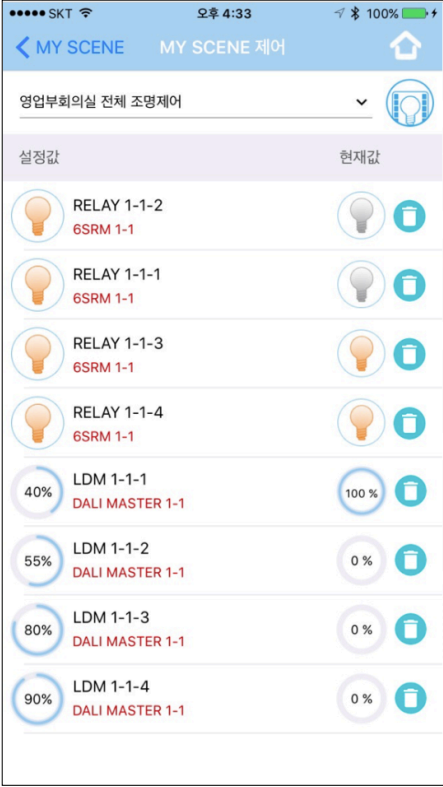 SKT 오후 4:33 100%
MY SCENE MY SCENE 제어
영업부회의실 전체 조명제어
설정값 현재값
RELAY 1-1-2
6SRM 1-1
RELAY 1-1-1
6SRM 1-1
RELAY 1-1-3
6SRM 1-1
RELAY 1-1-4
6SRM 1-1
40% LDM 1-1-1 100 %
DALI MASTER 1-1
55% LDM 1-1-2 0 %
DALI MASTER 1-1
80% LDM 1-1-3 0 %
DALI MASTER 1-1
90% LDM 1-1-4 0 %
DALI MASTER 1-1